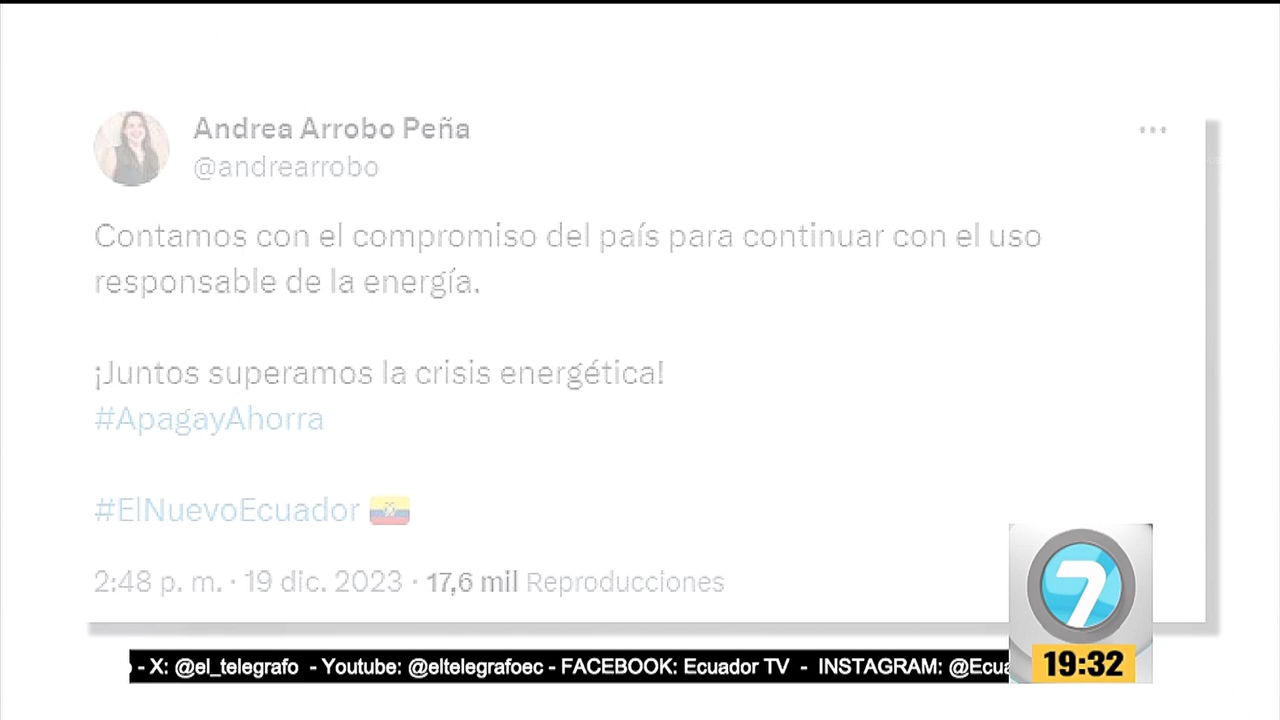 Andrea Arrobo Peña
@andrearrobo
Contamos con el compromiso del país para continuar con el uso
responsable de la energía.
¡Juntos superamos la crisis energética!
#ApagayAhorra
#ElNuevoEcuador
2:48 p. m. · 19 dic. 2023 · 17,6 mil Reproducciones
7
- X: @el_telegrafo - Youtube: @eltelegrafoec - FACEBOOK: Ecuador TV - INSTAGRAM: @Ecua
19:32